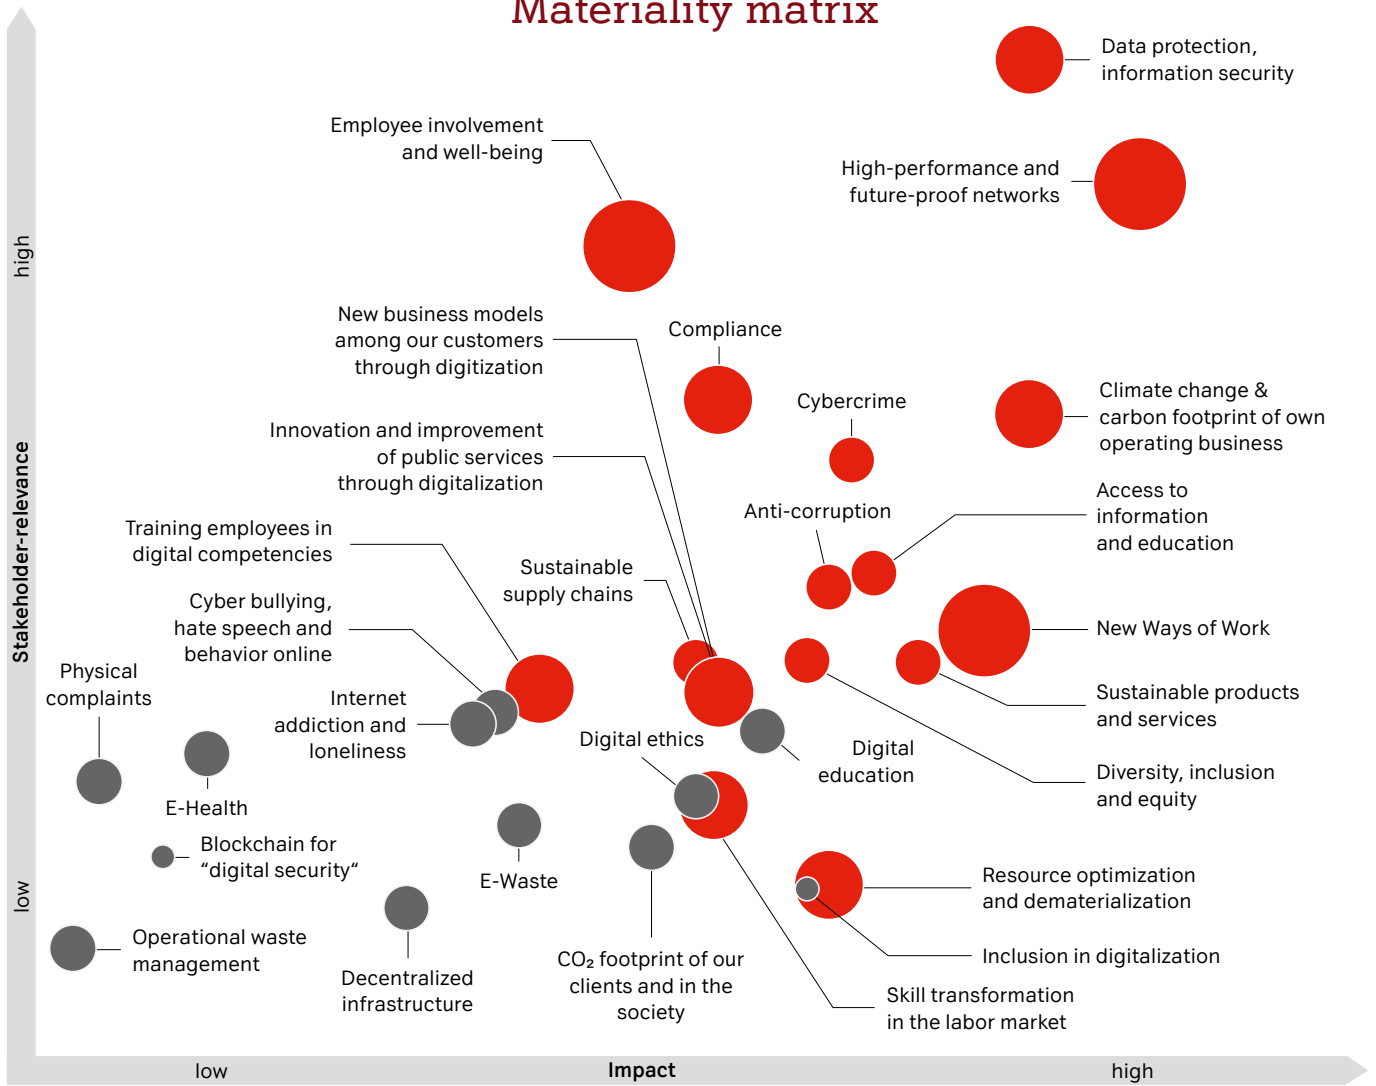 Materiality matrix
Data protection,
information security
Employee involvement
and well-being
High-performance and
future-proof networks
high
New business models
among our customers
through digitization
Compliance
Cybercrime
Climate change &
carbon footprint of own
operating business
Innovation and improvement
of public services
through digitalization
Stakeholder-relevance
Access to
information
and education
Anti-corruption
Training employees in
digital competencies
Sustainable
supply chains
Cyber bullying,
hate speech and
behavior online
New Ways of Work
Physical
complaints
Internet
addiction and
loneliness
Sustainable products
and services
Digital ethics
Digital
education
Diversity, inclusion
and equity
E-Health
Blockchain for
“digital security“
E-Waste
low
Resource optimization
and dematerialization
Operational waste
management
Decentralized
infrastructure
CO₂ footprint of our
clients and in the
society
Inclusion in digitalization
Skill transformation
in the labor market
low
Impact
high